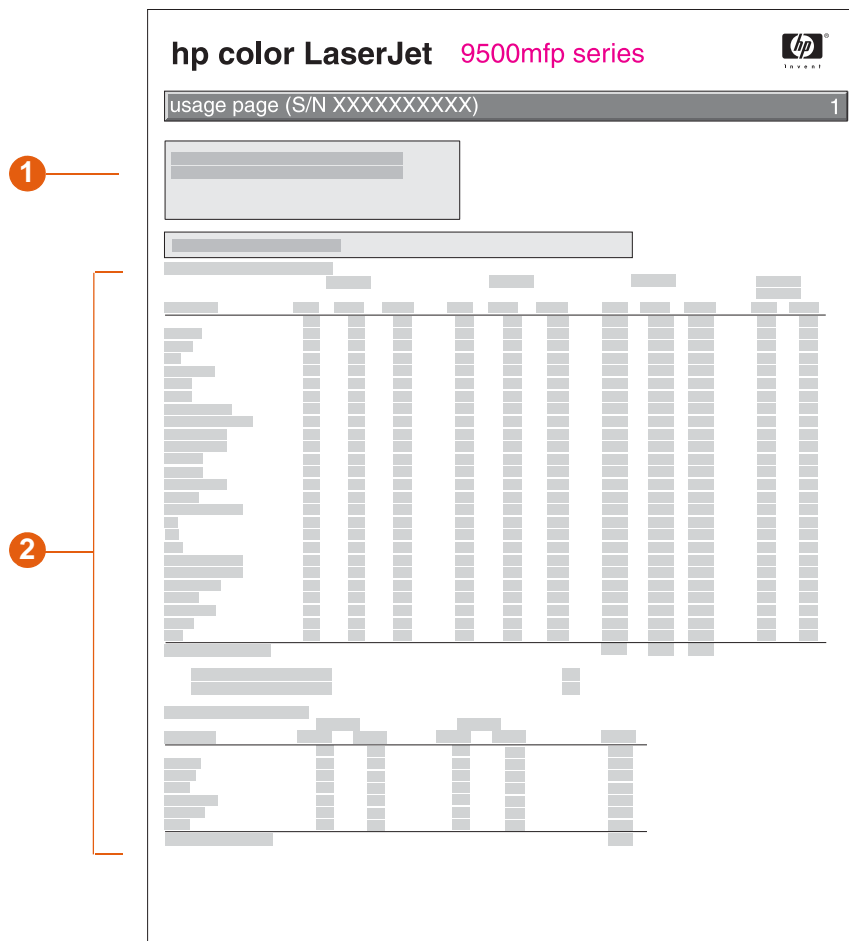 hp color LaserJet 9500mfp series
hp
®
invent
usage page (S/N XXXXXXXXXX) 1
1
2